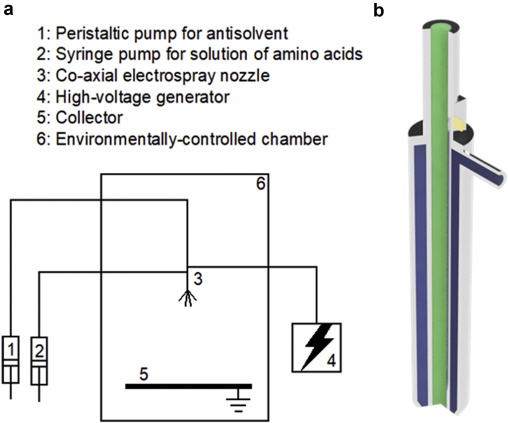 a
b
1: Peristaltic pump for antisolvent
2: Syringe pump for solution of amino acids
3: Co-axial electrospray nozzle
4: High-voltage generator
5: Collector
6: Environmentally-controlled chamber
6
3
1
2
4
5